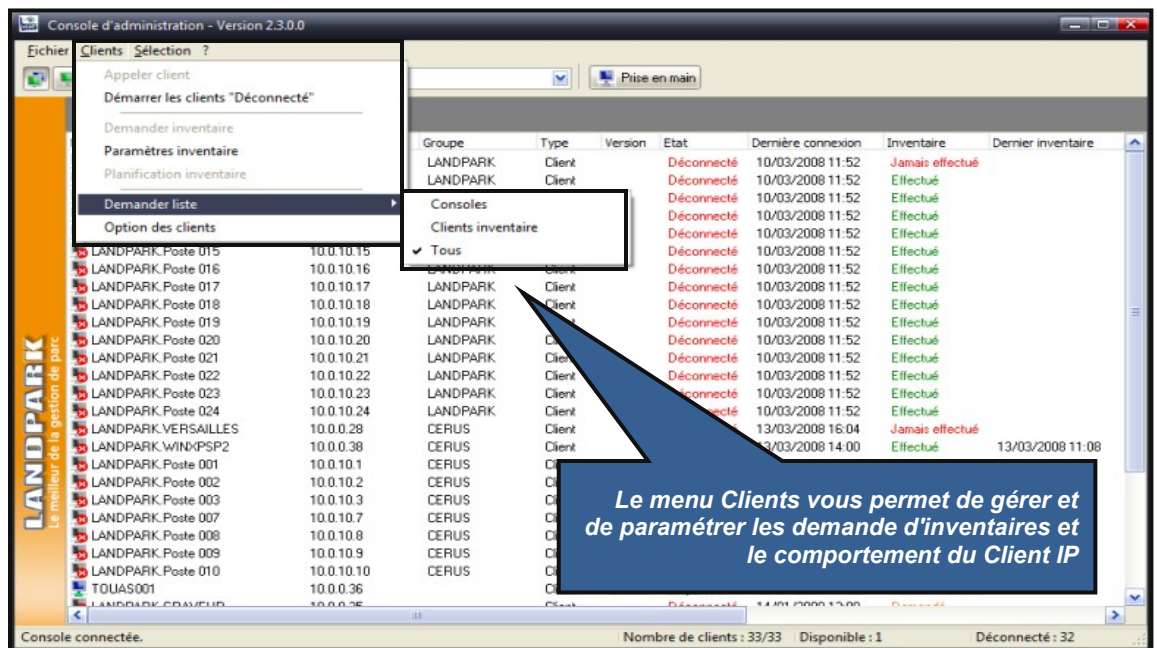 Console d'administration - Version 2.3.0.0
Fichier Clients Sélection ?
Prise en main
Appeler client
Démarrer les clients "Déconnecté"
Demander inventaire
Paramètres inventaire
Planification inventaire
Demander liste
Option des clients
Consoles
Clients inventaire
Tous
Groupe Type Version Etat Dernière connexion Inventaire Dernier inventaire
LANDPARK Client Déconnecté 10/03/2008 11:52 Jamais effectué
LANDPARK Client Déconnecté 10/03/2008 11:52 Effectué
Déconnecté 10/03/2008 11:52 Effectué
Déconnecté 10/03/2008 11:52 Effectué
Déconnecté 10/03/2008 11:52 Effectué
LANDPARK.Poste 015 10.0.10.15 Déconnecté 10/03/2008 11:52 Effectué
LANDPARK.Poste 016 10.0.10.16 LANDPARK Client Déconnecté 10/03/2008 11:52 Effectué
LANDPARK.Poste 017 10.0.10.17 LANDPARK Client Déconnecté 10/03/2008 11:52 Effectué
LANDPARK.Poste 018 10.0.10.18 LANDPARK Client Déconnecté 10/03/2008 11:52 Effectué
LANDPARK.Poste 019 10.0.10.19 LANDPARK Client Déconnecté 10/03/2008 11:52 Effectué
LANDPARK.Poste 020 10.0.10.20 LANDPARK Client Déconnecté 10/03/2008 11:52 Effectué
LANDPARK.Poste 021 10.0.10.21 LANDPARK Client Déconnecté 10/03/2008 11:52 Effectué
LANDPARK.Poste 022 10.0.10.22 LANDPARK Client Déconnecté 10/03/2008 11:52 Effectué
LANDPARK.Poste 023 10.0.10.23 LANDPARK Client 10/03/2008 11:52 Effectué
LANDPARK.Poste 024 10.0.10.24 LANDPARK Client 10/03/2008 11:52 Effectué
LANDPARK.VERSAILLES 10.0.0.28 CERUS Client 13/03/2008 16:04 Jamais effectué
LANDPARK.WINXPSP2 10.0.0.38 CERUS Client 13/03/2008 14:00 Effectué 13/03/2008 11:08
LANDPARK.Poste 001 10.0.10.1 CERUS
LANDPARK.Poste 002 10.0.10.2 CERUS
LANDPARK.Poste 003 10.0.10.3 CERUS
LANDPARK.Poste 007 10.0.10.7 CERUS
LANDPARK.Poste 008 10.0.10.8 CERUS
LANDPARK.Poste 009 10.0.10.9 CERUS
LANDPARK.Poste 010 10.0.10.10 CERUS
TOUAS001 10.0.0.36
LANDPARK
Le meilleur de la gestion de parc
Le menu Clients vous permet de gérer et
de paramétrer les demande d'inventaires et
le comportement du Client IP
Console connectée. Nombre de clients : 33/33 Disponible : 1 Déconnecté : 32